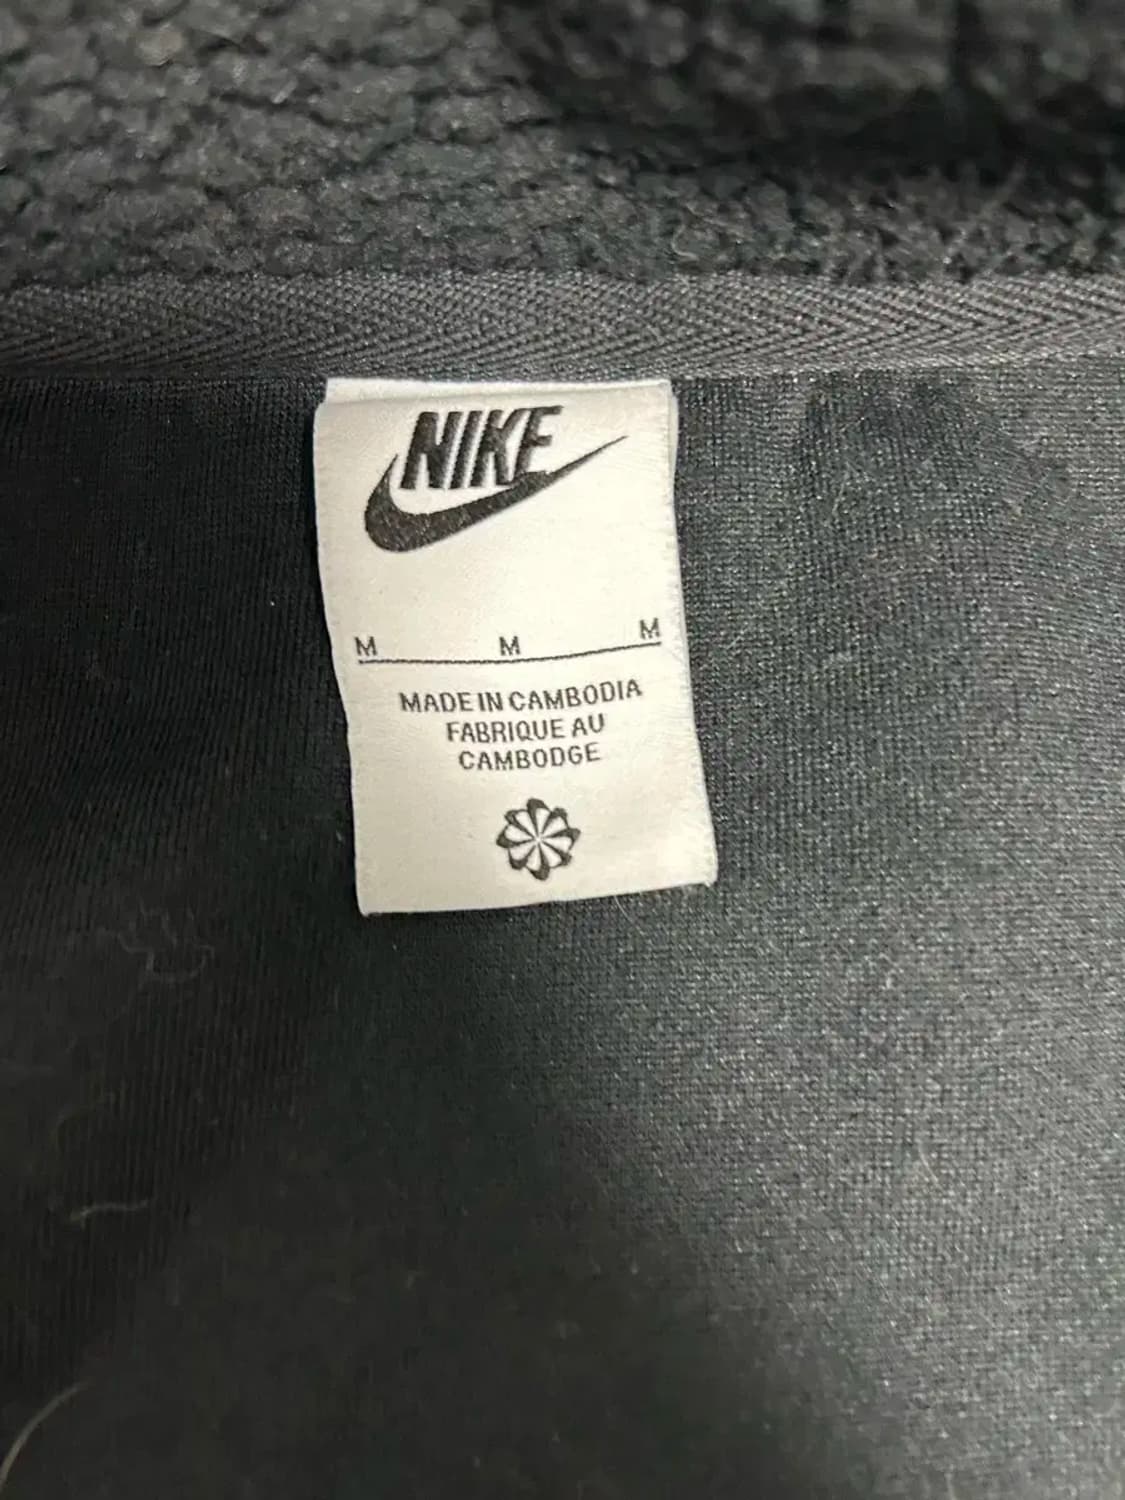 NIKE
M M M
MADE IN CAMBODIA
FABRIQUE AU
CAMBODGE